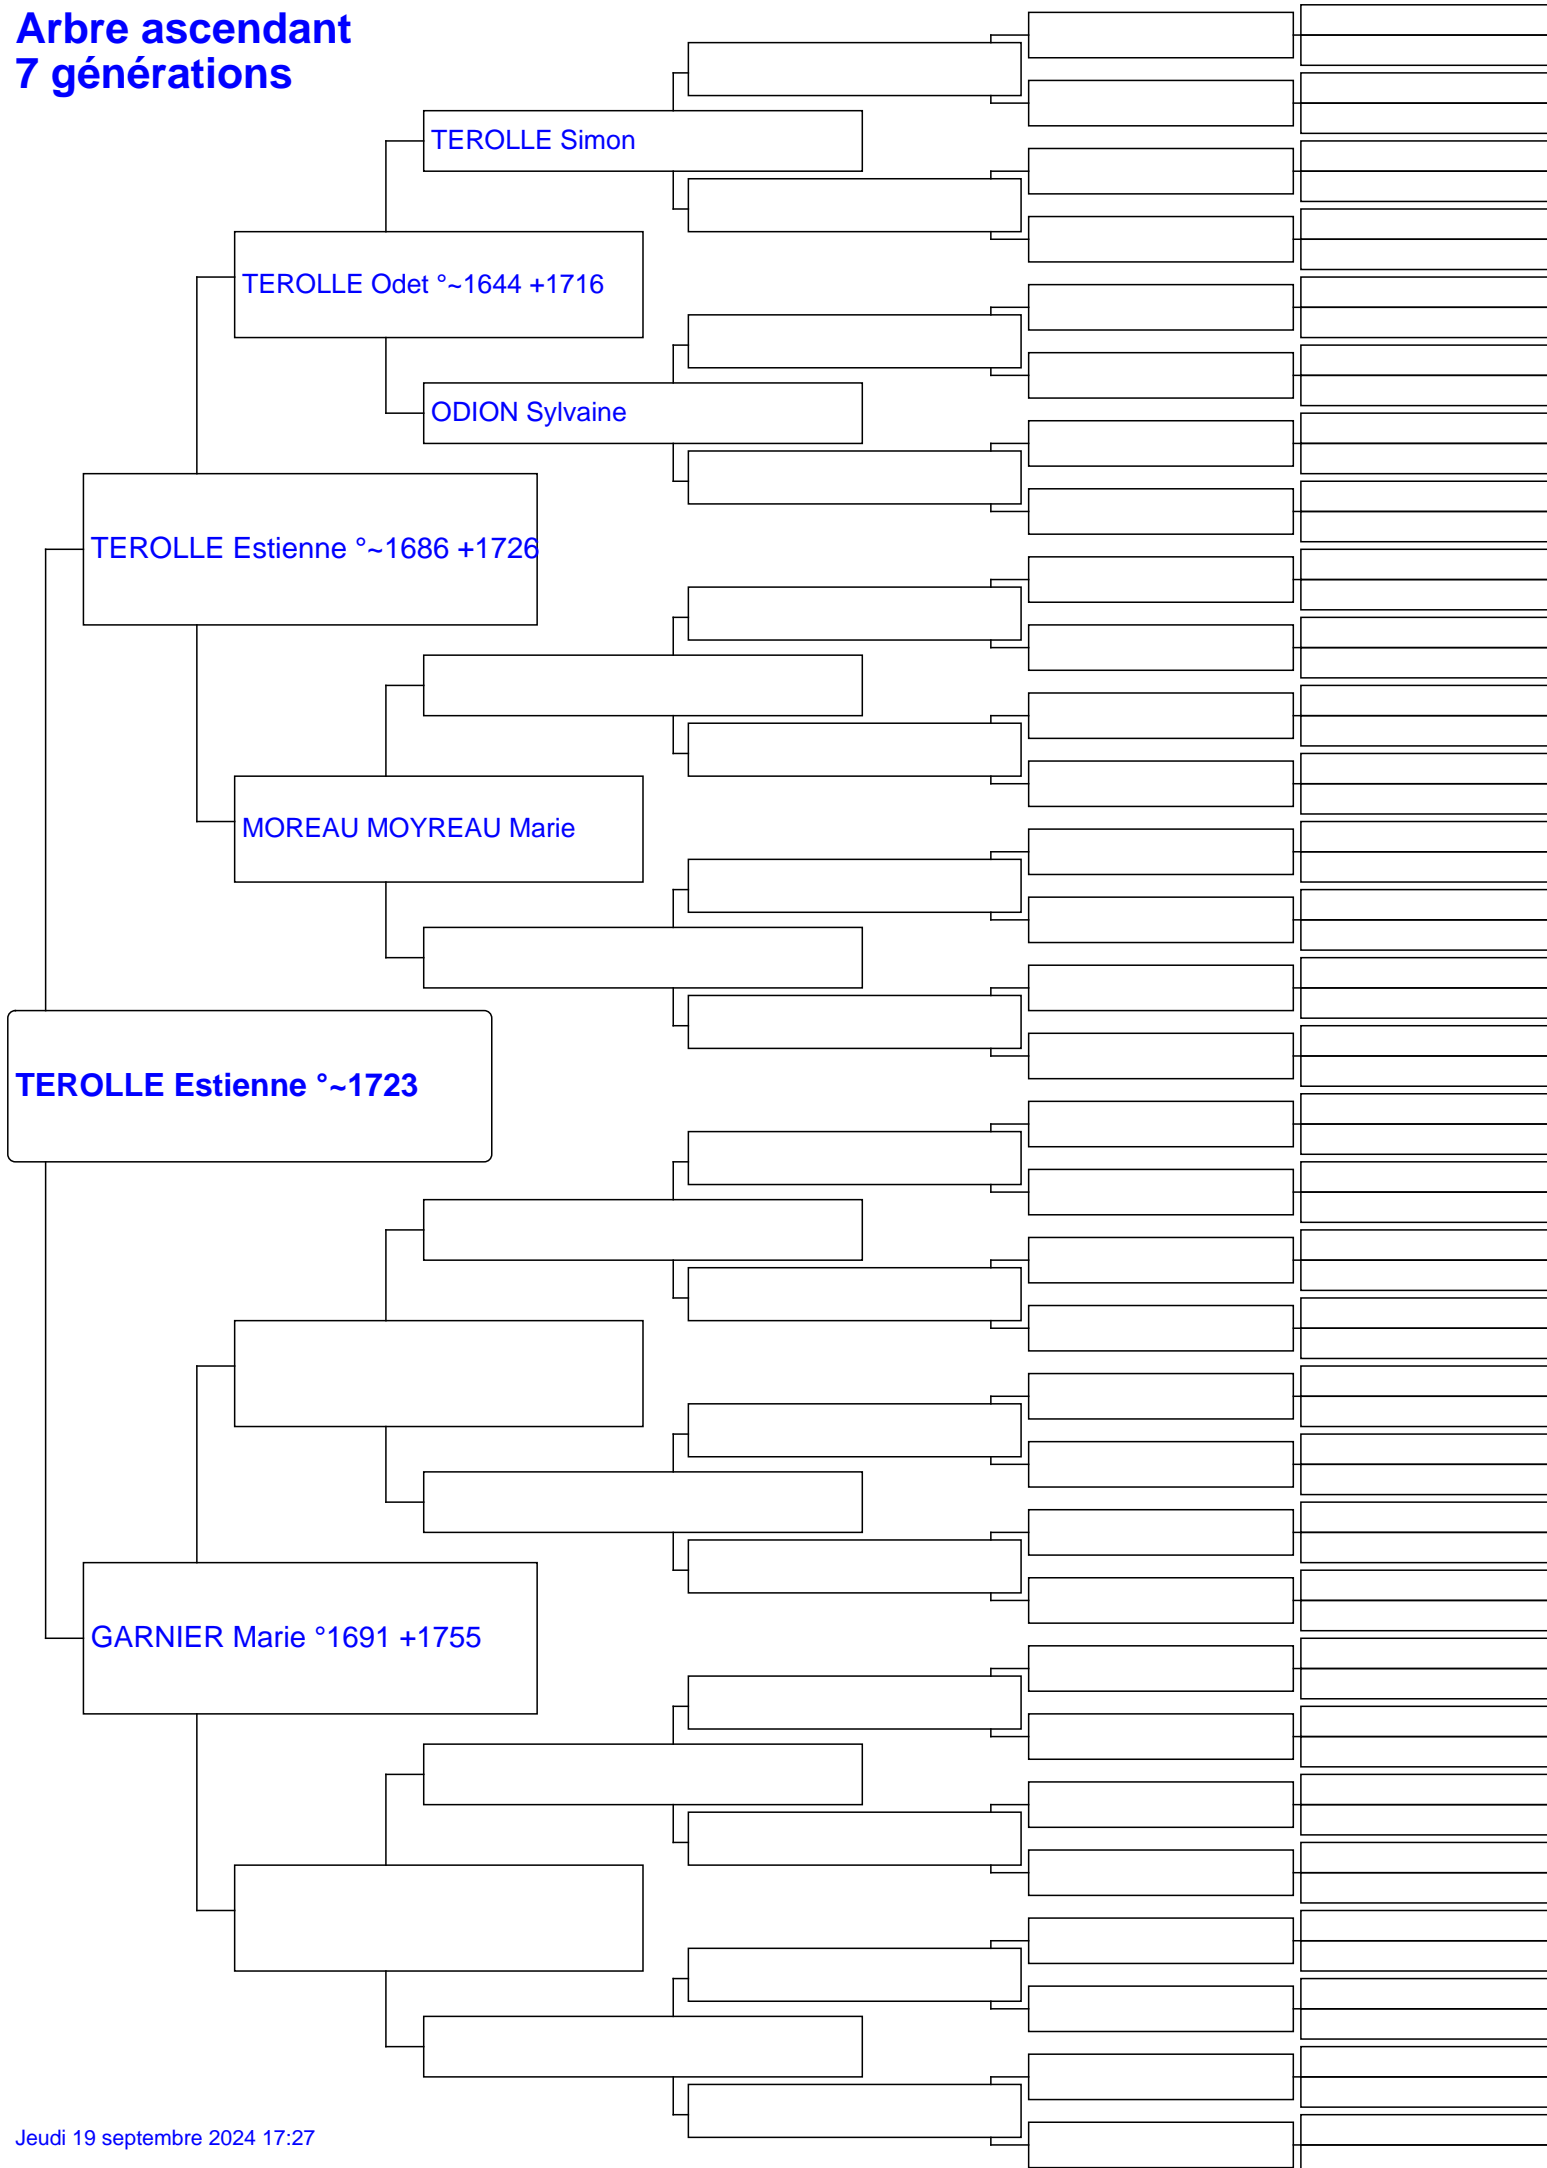 Arbre ascendant
7 générations
TEROLLE Simon
TEROLLE Odet °~1644 +1716
ODION Sylvaine
TEROLLE Estienne °~1686 +1726
MOREAU MOYREAU Marie
TEROLLE Estienne °~1723
GARNIER Marie °1691 +1755
Jeudi 19 septembre 2024 17:27